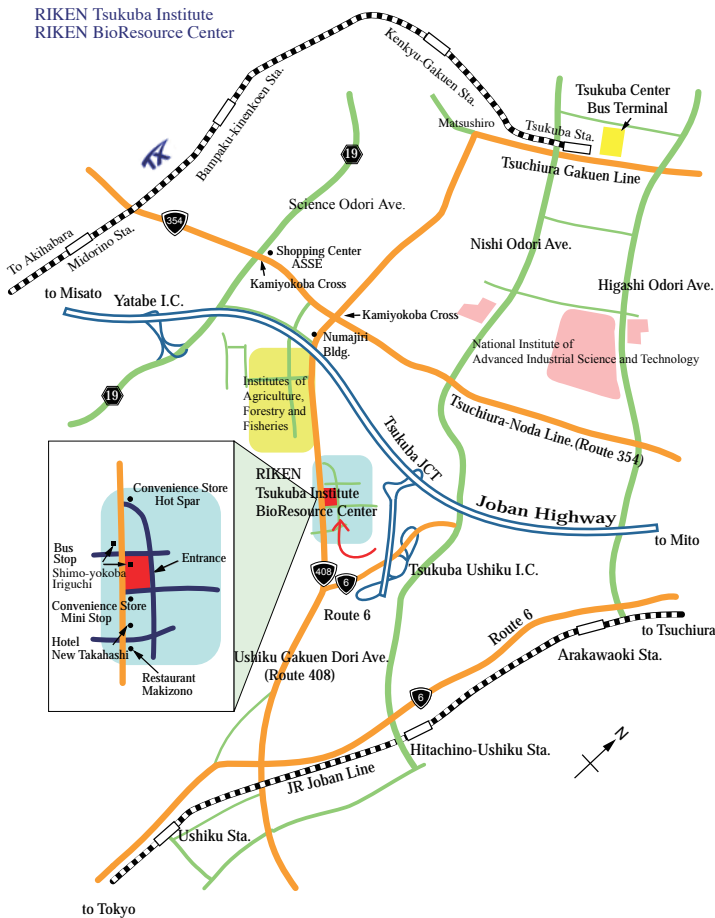 RIKEN Tsukuba Institute
RIKEN BioResource Center
Kenkyu-Gakuen Sta.
Tsukuba Center
Bus Terminal
Bampaku-kinenkoen Sta.
Matsushiro
Tsukuba Sta.
TX
19
Tsuchiura Gakuen Line
Science Odori Ave.
354
To Akihabara
Midorino Sta.
Shopping Center
ASSE
Nishi Odori Ave.
Kamiyokoba Cross
Higashi Odori Ave.
to Misato
Yatabe I.C.
Kamiyokoba Cross
Numajiri
Bldg.
National Institute of
Advanced Industrial Science and Technology
19
Institutes of
Agriculture,
Forestry and
Fisheries
Tsuchiura-Noda Line.(Route 354)
Tsukuba JCT
RIKEN
Tsukuba Institute
BioResource Center
Joban Highway
to Mito
Convenience Store
Hot Spar
Bus
Stop
Shimo-yokoba
Iriguchi
Entrance
Convenience Store
Mini Stop
Hotel
New Takahashi
Restaurant
Makizono
408
6
Tsukuba Ushiku I.C.
Route 6
Route 6
to Tsuchiura
Arakawaoki Sta.
Ushiku Gakuen Dori Ave.
(Route 408)
6
Hitachino-Ushiku Sta.
N
JR Joban Line
Ushiku Sta.
to Tokyo